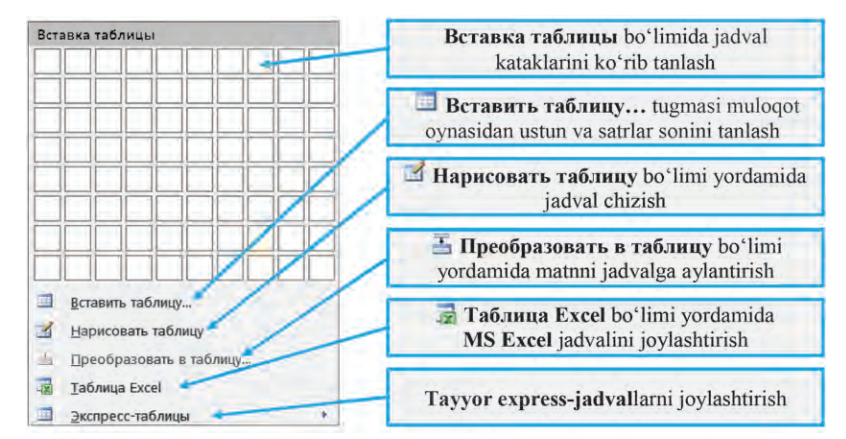 Вставка таблицы
Вставить таблицу...
Нарисовать таблицу
Преобразовать в таблицу...
Таблица Excel
Экспресс-таблицы
Вставка таблицы bo‘limida jadval
kataklarini ko‘rib tanlash
Вставить таблицу… tugmasi muloqot
oynasidan ustun va satrlar sonini tanlash
Нарисовать таблицу bo‘limi yordamida
jadval chizish
Преобразовать в таблицу bo‘limi
yordamida matnni jadvalga aylantirish
Таблица Excel bo‘limi yordamida
MS Excel jadvalini joylashtirish
Tayyor express-jadvallarni joylashtirish